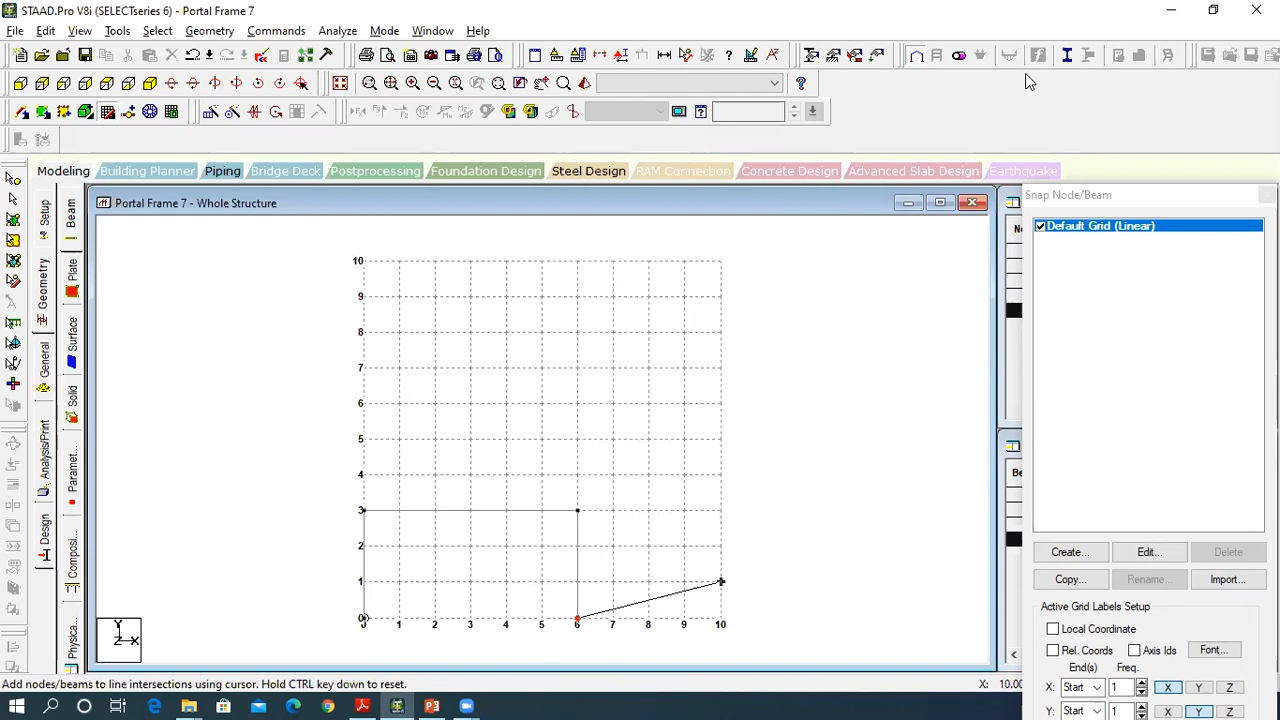 STAAD.Pro V8i (SELECTseries 6) - Portal Frame 7
File Edit View Tools Select Geometry Commands Analyze Mode Window Help
Modeling Building Planner Piping Bridge Deck Postprocessing Foundation Design Steel Design RAM Connection Concrete Design Advanced Slab Design Earthquake
Portal Frame 7 - Whole Structure
Snap Node/Beam
Default Grid (Linear)
Setup
Geometry
General
Analysis/Print
Design
Beam
Plate
Surface
Solid
Paramet...
Composi...
Physica...
10
9
8
7
6
5
4
3
2
1
0
0 1 2 3 4 5 6 7 8 9 10
Y
Z X
Create... Edit... Delete
Copy... Rename... Import...
Active Grid Labels Setup
Local Coordinate
Rel. Coords Axis Ids Font...
End(s) Freq.
X: Start 1 X Y Z
Y: Start 1 X Y Z
Add nodes/beams to line intersections using cursor. Hold CTRL key down to reset.
X: 10.00